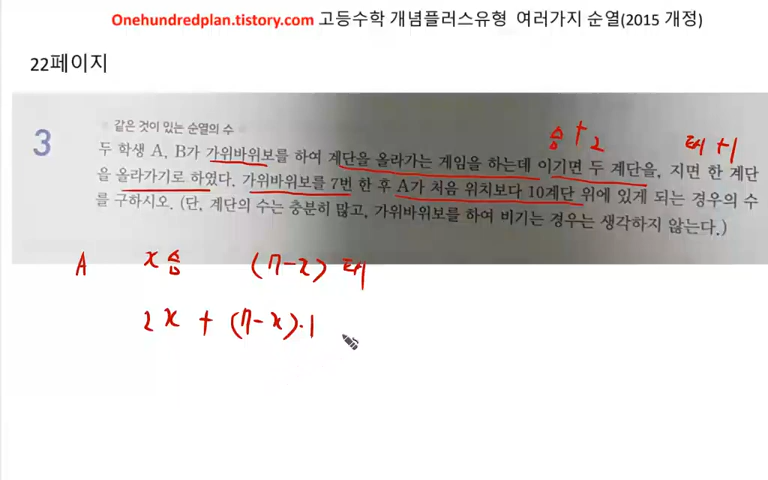 Onehundredplan.tistory.com 고등수학 개념플러스유형 여러가지 순열(2015 개정)
22페이지
같은 것이 있는 순열의 수
승 +2 패 +1
3 두 학생 A, B가 가위바위보를 하여 계단을 올라가는 게임을 하는데 이기면 두 계단을, 지면 한 계단
을 올라가기로 하였다. 가위바위보를 7번 한 후 A가 처음 위치보다 10계단 위에 있게 되는 경우의 수
를 구하시오. (단, 계단의 수는 충분히 많고, 가위바위보를 하여 비기는 경우는 생각하지 않는다.)
A x승 (7-x) 패
2x + (7-x)·1